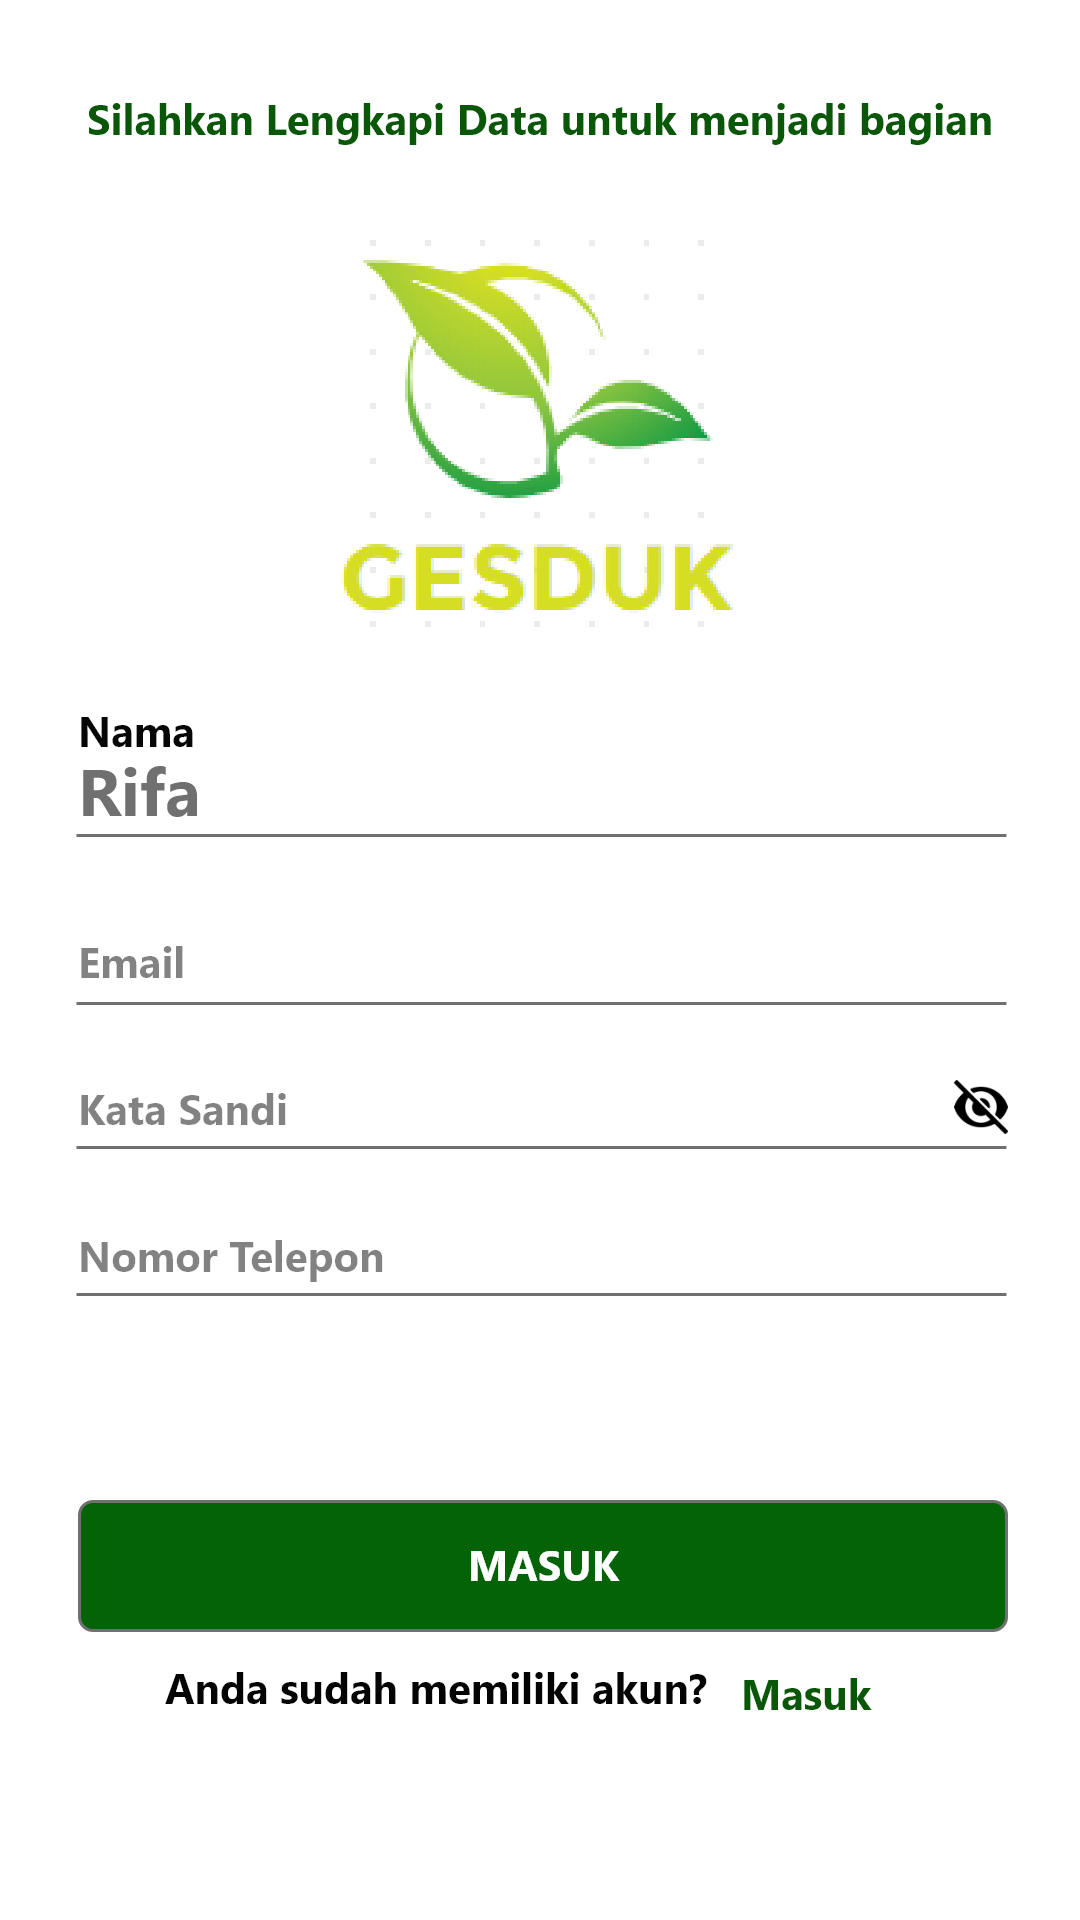 Silahkan Lengkapi Data untuk menjadi bagian
GESDUK
Nama
Rifa
Email
Kata Sandi
Nomor Telepon
MASUK
Anda sudah memiliki akun? Masuk